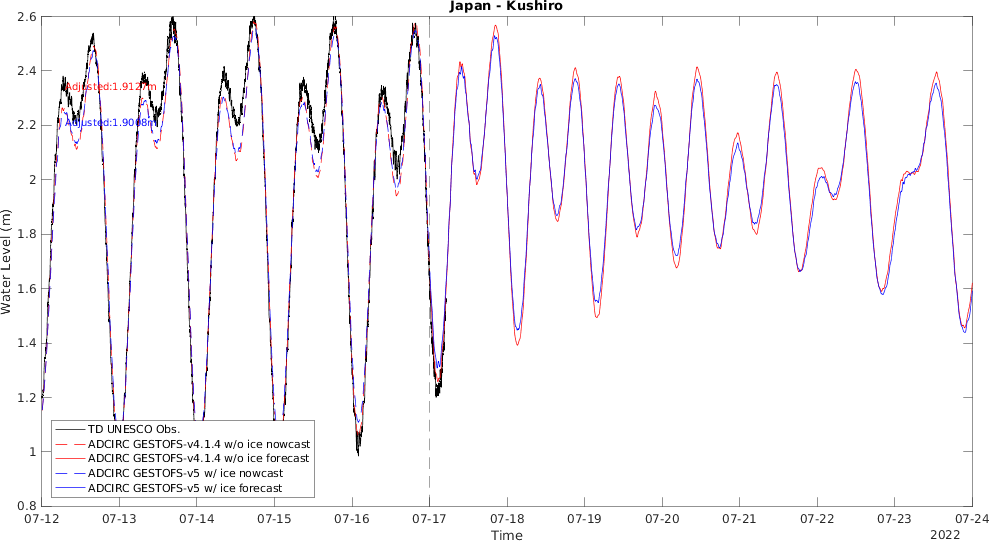 Japan - Kushiro
2.6
2.4
Adjusted:1.9127m
Adjusted:1.9008m
2.2
2
Water Level (m)
1.8
1.6
1.4
1.2
1
0.8
TD UNESCO Obs.
ADCIRC GESTOFS-v4.1.4 w/o ice nowcast
ADCIRC GESTOFS-v4.1.4 w/o ice forecast
ADCIRC GESTOFS-v5 w/ ice nowcast
ADCIRC GESTOFS-v5 w/ ice forecast
07-12 07-13 07-14 07-15 07-16 07-17 07-18 07-19 07-20 07-21 07-22 07-23 07-24
Time
2022